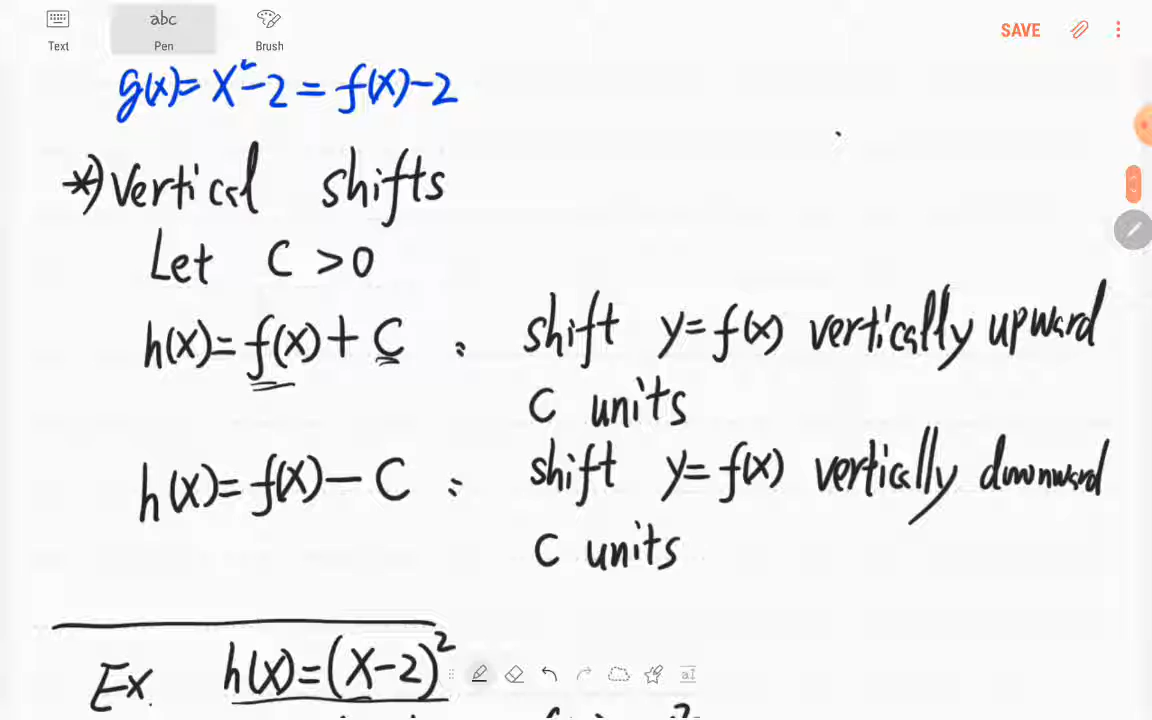 Text
abc
Pen
Brush
SAVE
g(x)= x²-2 = f(x)-2
*) Vertical shifts
Let C >0
h(x)= f(x)+ C : shift y= f(x) vertically upward
C units
h(x)= f(x)- C : shift y= f(x) vertically downward
C units
Ex. h(x)= (x-2)²